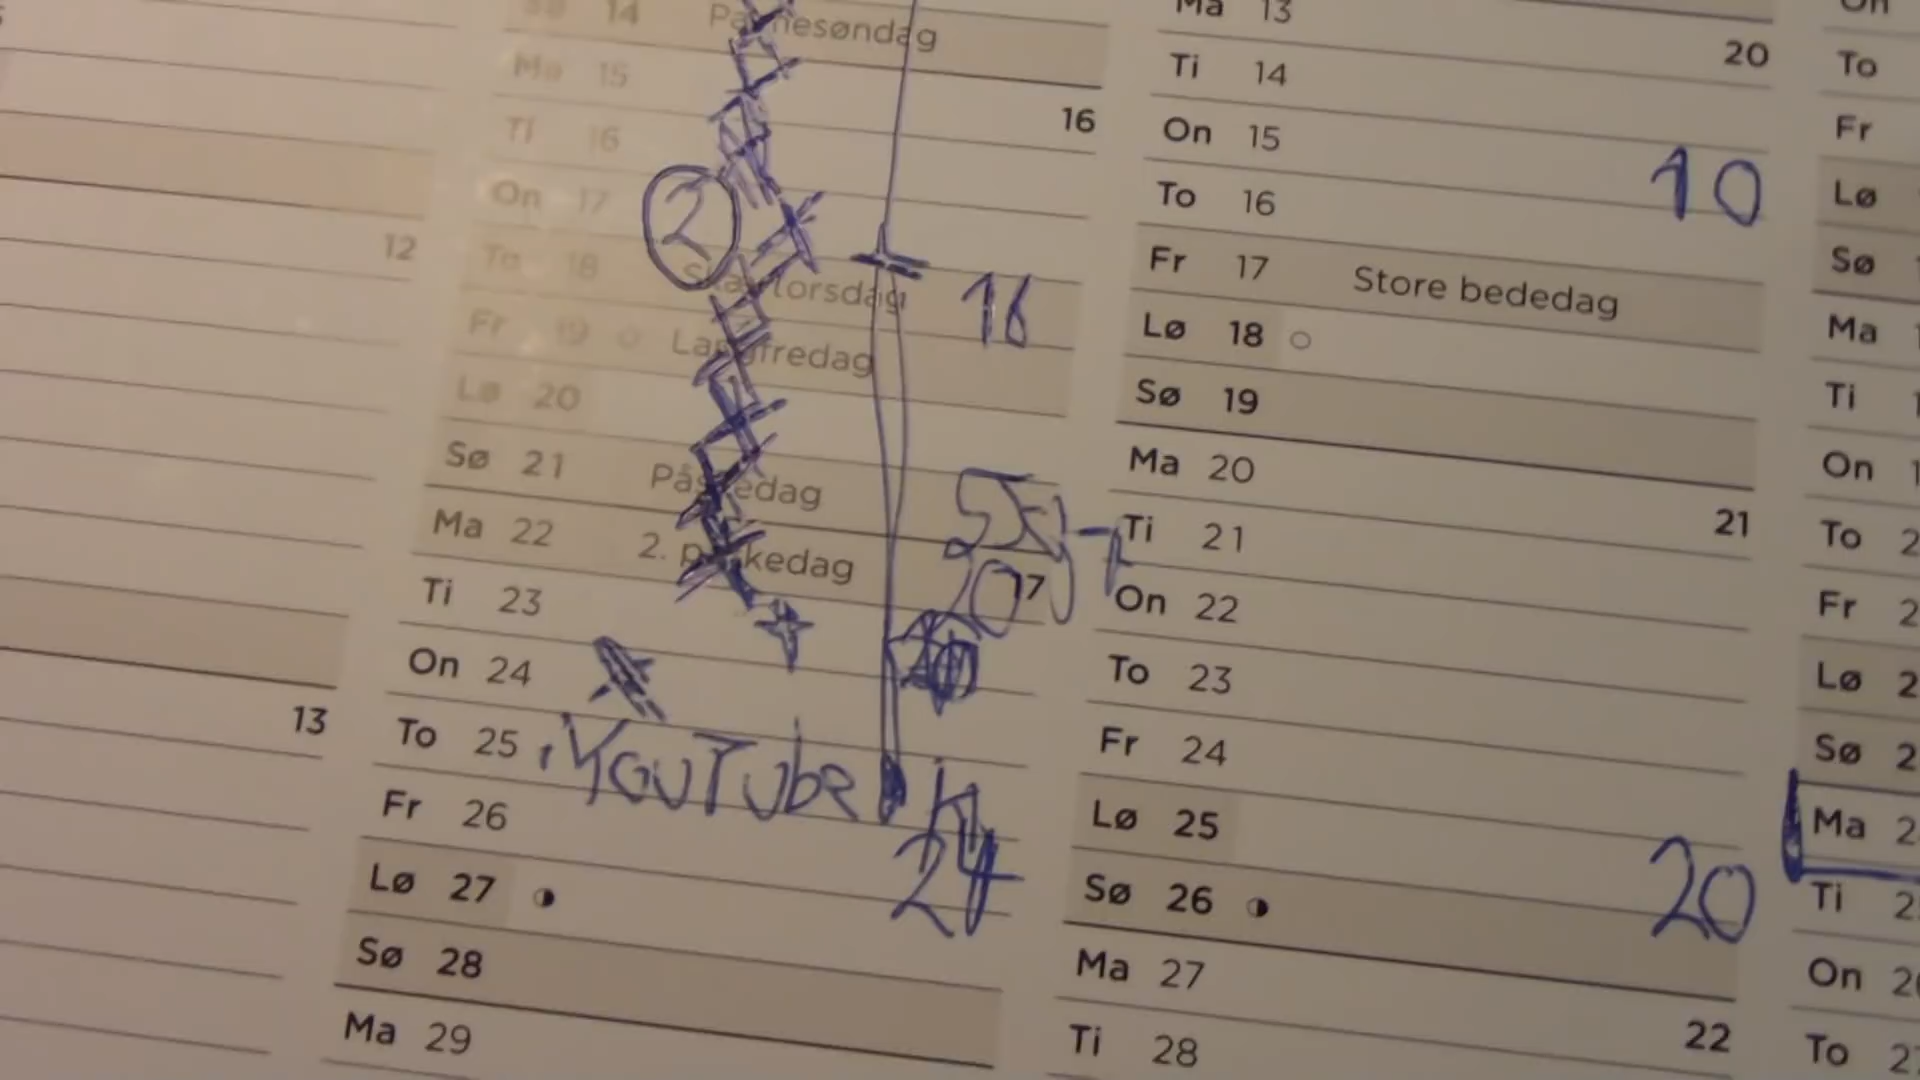 Sø 14 Palmesøndag
Ma 15
16
Ti 16
On 17
2
To 18 Skærtorsdag
16
Fr 19 Langfredag
Lø 20
Sø 21 Påskedag
Ma 22 2. påskedag
17
Ti 23
On 24
To 25 YouTube
Fr 26
24
Lø 27
Sø 28
Ma 29
12
13
Ma 13
20
Ti 14
On 15
10
To 16
Fr 17 Store bededag
Lø 18
Sø 19
Ma 20
21
Ti 21
On 22
To 23
Fr 24
Lø 25
Sø 26
20
Ma 27
22
Ti 28
On
To
Fr
Lø
Sø
Ma
Ti
On
To
Fr
Lø
Sø
Ma
Ti
On
To